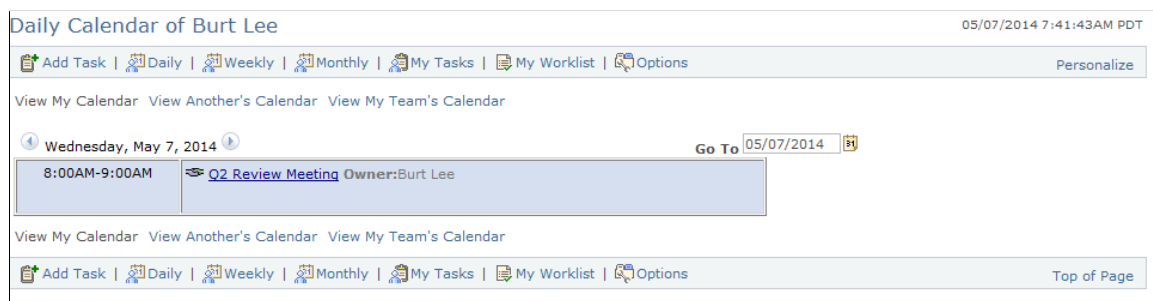 Daily Calendar of Burt Lee 05/07/2014 7:41:43AM PDT
Add Task | Daily | Weekly | Monthly | My Tasks | My Worklist | Options Personalize
View My Calendar View Another's Calendar View My Team's Calendar
Wednesday, May 7, 2014 Go To 05/07/2014 31
8:00AM-9:00AM Q2 Review Meeting Owner:Burt Lee
View My Calendar View Another's Calendar View My Team's Calendar
Add Task | Daily | Weekly | Monthly | My Tasks | My Worklist | Options Top of Page